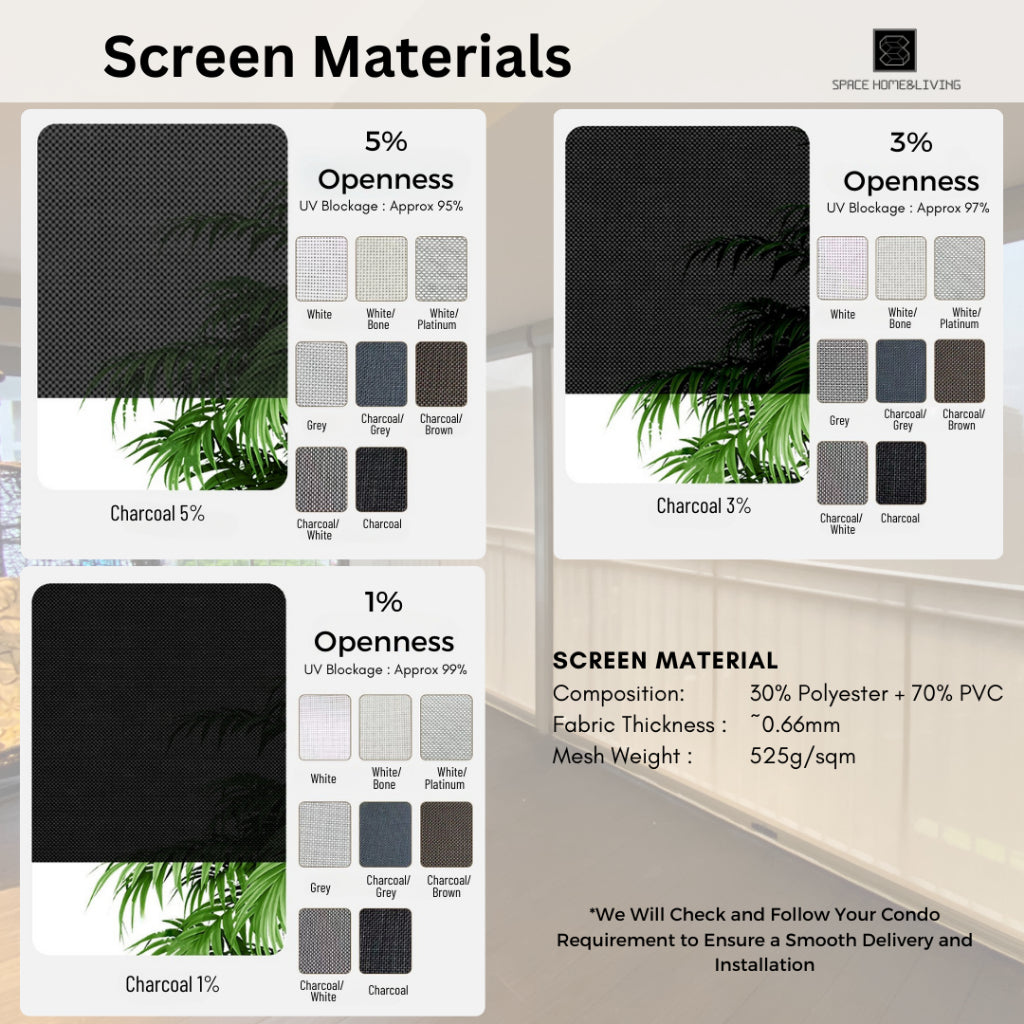 Screen Materials
SPACE HOME&LIVING
5%
Openness
UV Blockage : Approx 95%
White
White/
Bone
White/
Platinum
Grey
Charcoal/
Grey
Charcoal/
Brown
Charcoal/
White
Charcoal
Charcoal 5%
3%
Openness
UV Blockage : Approx 97%
White
White/
Bone
White/
Platinum
Grey
Charcoal/
Grey
Charcoal/
Brown
Charcoal/
White
Charcoal
Charcoal 3%
1%
Openness
UV Blockage : Approx 99%
White
White/
Bone
White/
Platinum
Grey
Charcoal/
Grey
Charcoal/
Brown
Charcoal/
White
Charcoal
Charcoal 1%
SCREEN MATERIAL
Composition: 30% Polyester + 70% PVC
Fabric Thickness : ~0.66mm
Mesh Weight : 525g/sqm
*We Will Check and Follow Your Condo
Requirement to Ensure a Smooth Delivery and
Installation